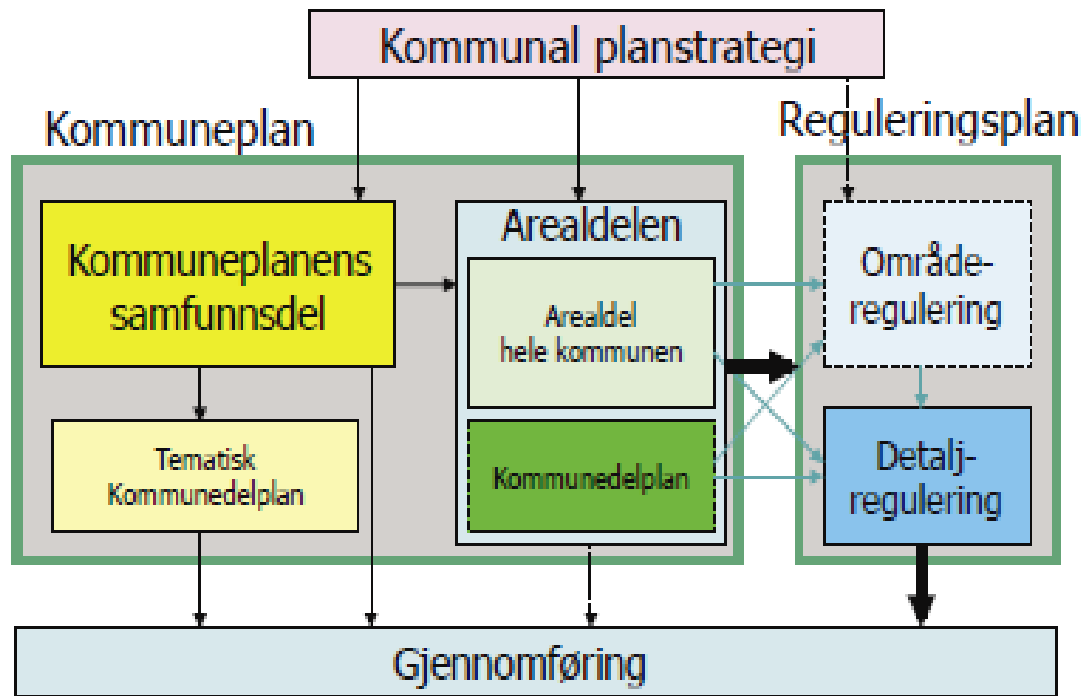 Kommunal planstrategi
Kommuneplan
Reguleringsplan
Kommuneplanens
samfunnsdel
Arealdelen
Arealdel
hele kommunen
Område-
regulering
Tematisk
Kommunedelplan
Kommunedelplan
Detalj-
regulering
Gjennomføring